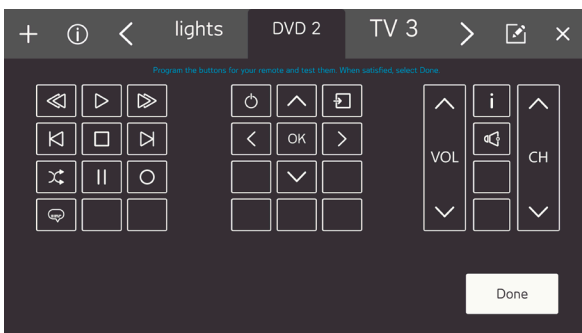 lights DVD 2 TV 3
Program the buttons for your remote and test them. When satisfied, select Done.
i
OK
VOL CH
Done